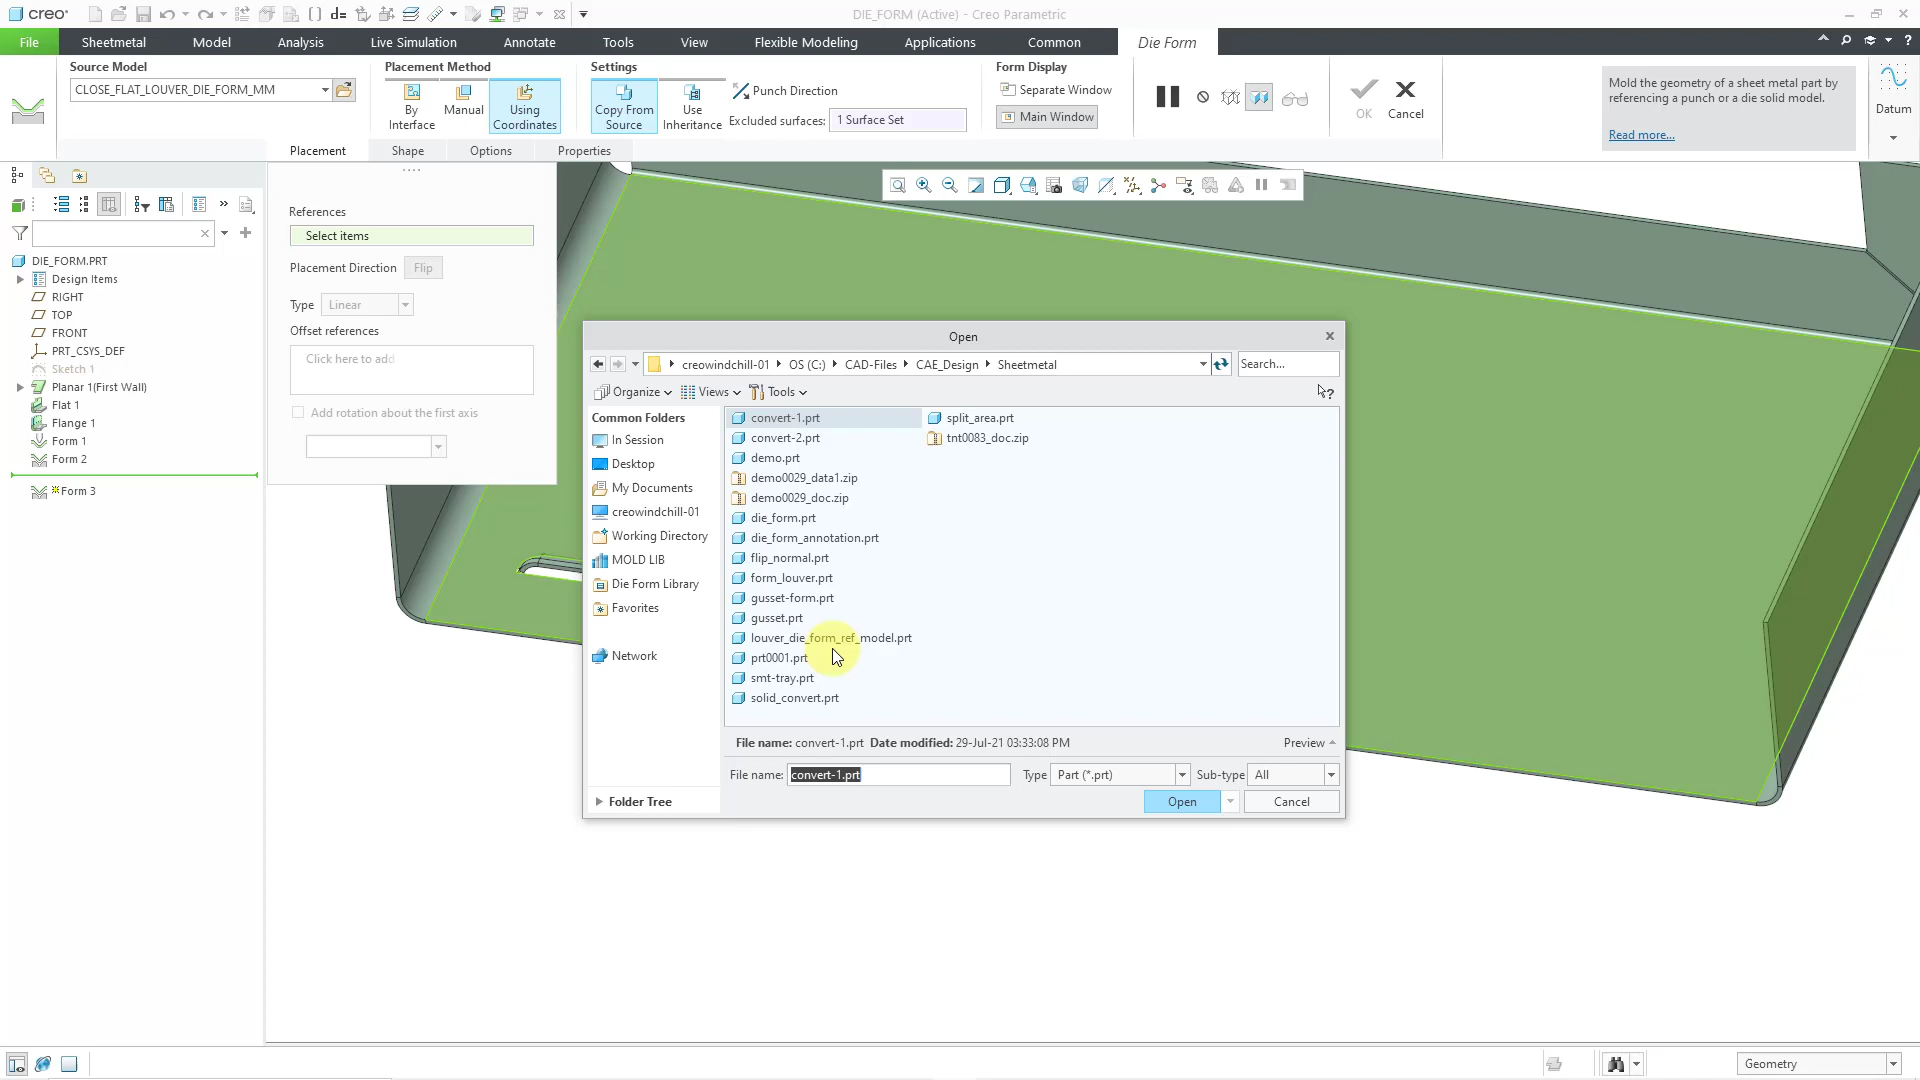 creo
DIE_FORM (Active) - Creo Parametric
File
Sheetmetal
Model
Analysis
Live Simulation
Annotate
Tools
View
Flexible Modeling
Applications
Common
Die Form
Source Model
CLOSE_FLAT_LOUVER_DIE_FORM_MM
Placement Method
By Interface
Manual
Using Coordinates
Settings
Copy From Source
Use Inheritance
Punch Direction
Excluded surfaces:
1 Surface Set
Form Display
Separate Window
Main Window
OK
Cancel
Mold the geometry of a sheet metal part by
referencing a punch or a die solid model.
Read more...
Datum
Placement
Shape
Options
Properties
References
Select items
Placement Direction
Flip
Type
Linear
Offset references
Click here to add
Add rotation about the first axis
DIE_FORM.PRT
Design Items
RIGHT
TOP
FRONT
PRT_CSYS_DEF
Sketch 1
Planar 1(First Wall)
Flat 1
Flange 1
Form 1
Form 2
Form 3
Open
creowindchill-01
OS (C:)
CAD-Files
CAE_Design
Sheetmetal
Search...
Organize
Views
Tools
Common Folders
In Session
Desktop
My Documents
creowindchill-01
Working Directory
MOLD LIB
Die Form Library
Favorites
Network
Folder Tree
convert-1.prt
convert-2.prt
demo.prt
demo0029_data1.zip
demo0029_doc.zip
die_form.prt
die_form_annotation.prt
flip_normal.prt
form_louver.prt
gusset-form.prt
gusset.prt
louver_die_form_ref_model.prt
prt0001.prt
smt-tray.prt
solid_convert.prt
split_area.prt
tnt0083_doc.zip
File name: convert-1.prt Date modified: 29-Jul-21 03:33:08 PM
Preview
File name:
convert-1.prt
Type
Part (*.prt)
Sub-type
All
Open
Cancel
Geometry